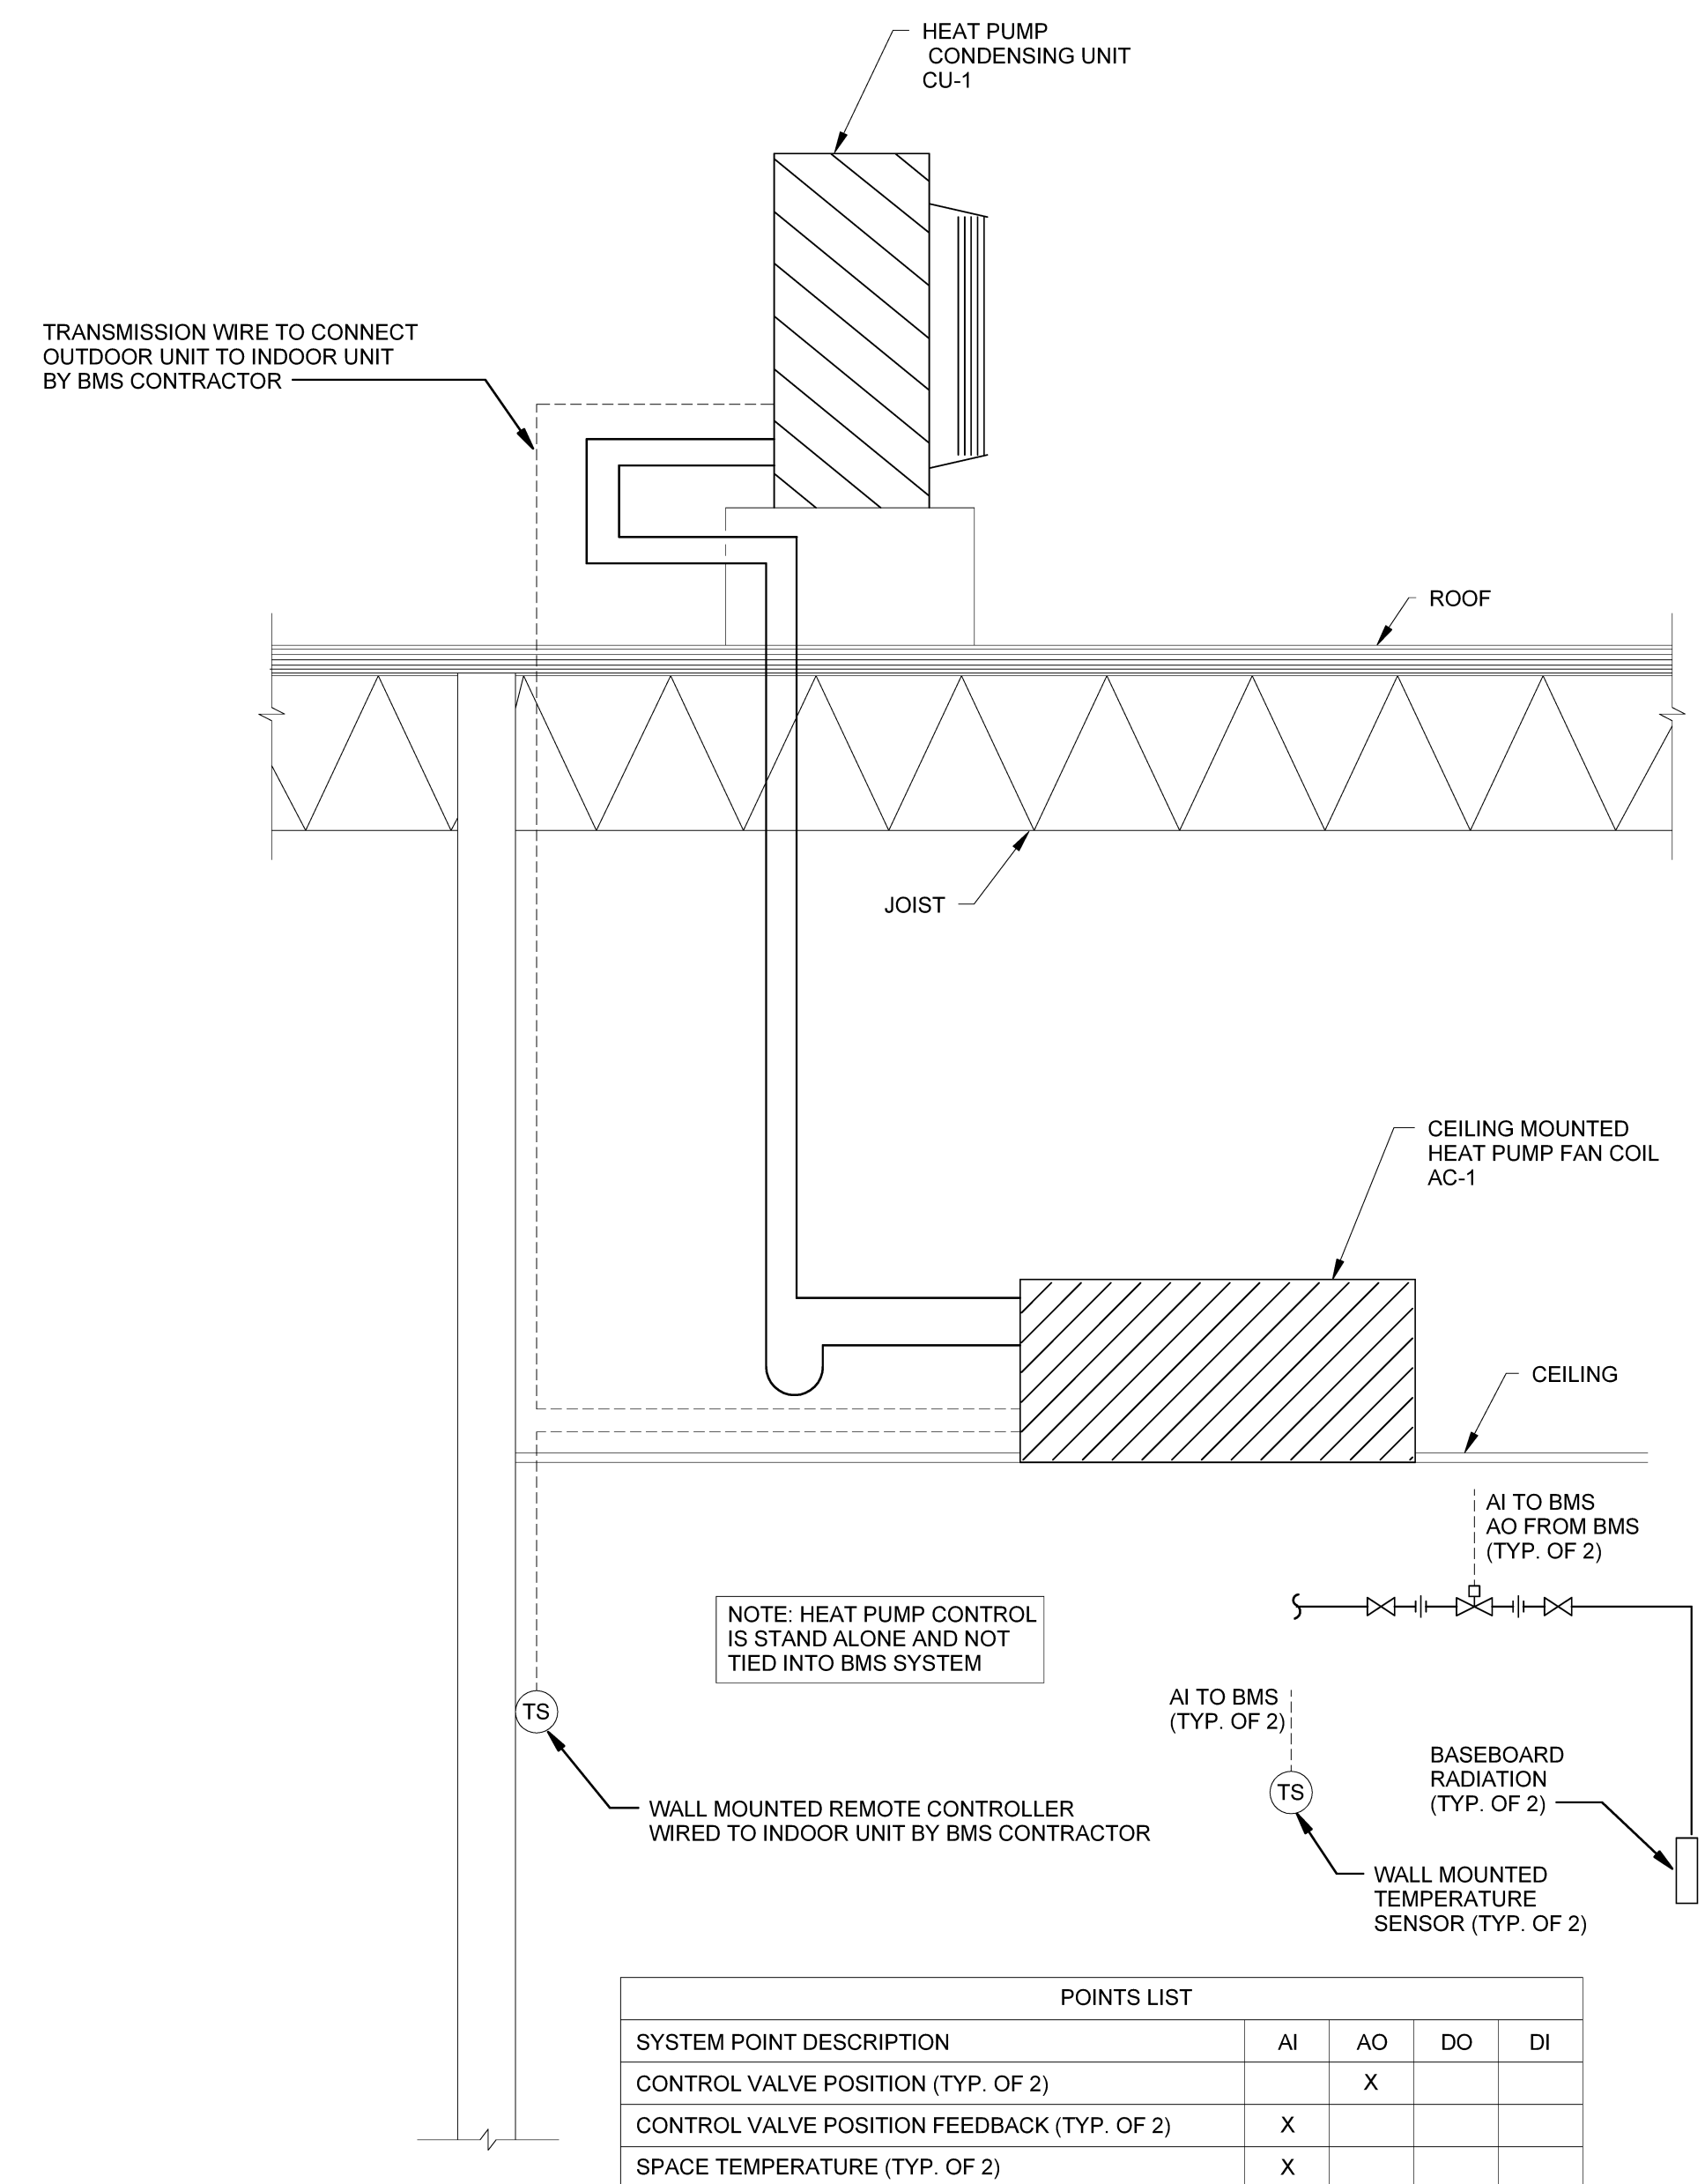 HEAT PUMP
CONDENSING UNIT
CU-1
TRANSMISSION WIRE TO CONNECT
OUTDOOR UNIT TO INDOOR UNIT
BY BMS CONTRACTOR
ROOF
JOIST
CEILING MOUNTED
HEAT PUMP FAN COIL
AC-1
CEILING
AI TO BMS
AO FROM BMS
(TYP. OF 2)
NOTE: HEAT PUMP CONTROL
IS STAND ALONE AND NOT
TIED INTO BMS SYSTEM
TS
AI TO BMS
(TYP. OF 2)
TS
BASEBOARD
RADIATION
(TYP. OF 2)
WALL MOUNTED REMOTE CONTROLLER
WIRED TO INDOOR UNIT BY BMS CONTRACTOR
WALL MOUNTED
TEMPERATURE
SENSOR (TYP. OF 2)
POINTS LIST
SYSTEM POINT DESCRIPTION AI AO DO DI
CONTROL VALVE POSITION (TYP. OF 2) X
CONTROL VALVE POSITION FEEDBACK (TYP. OF 2) X
SPACE TEMPERATURE (TYP. OF 2) X